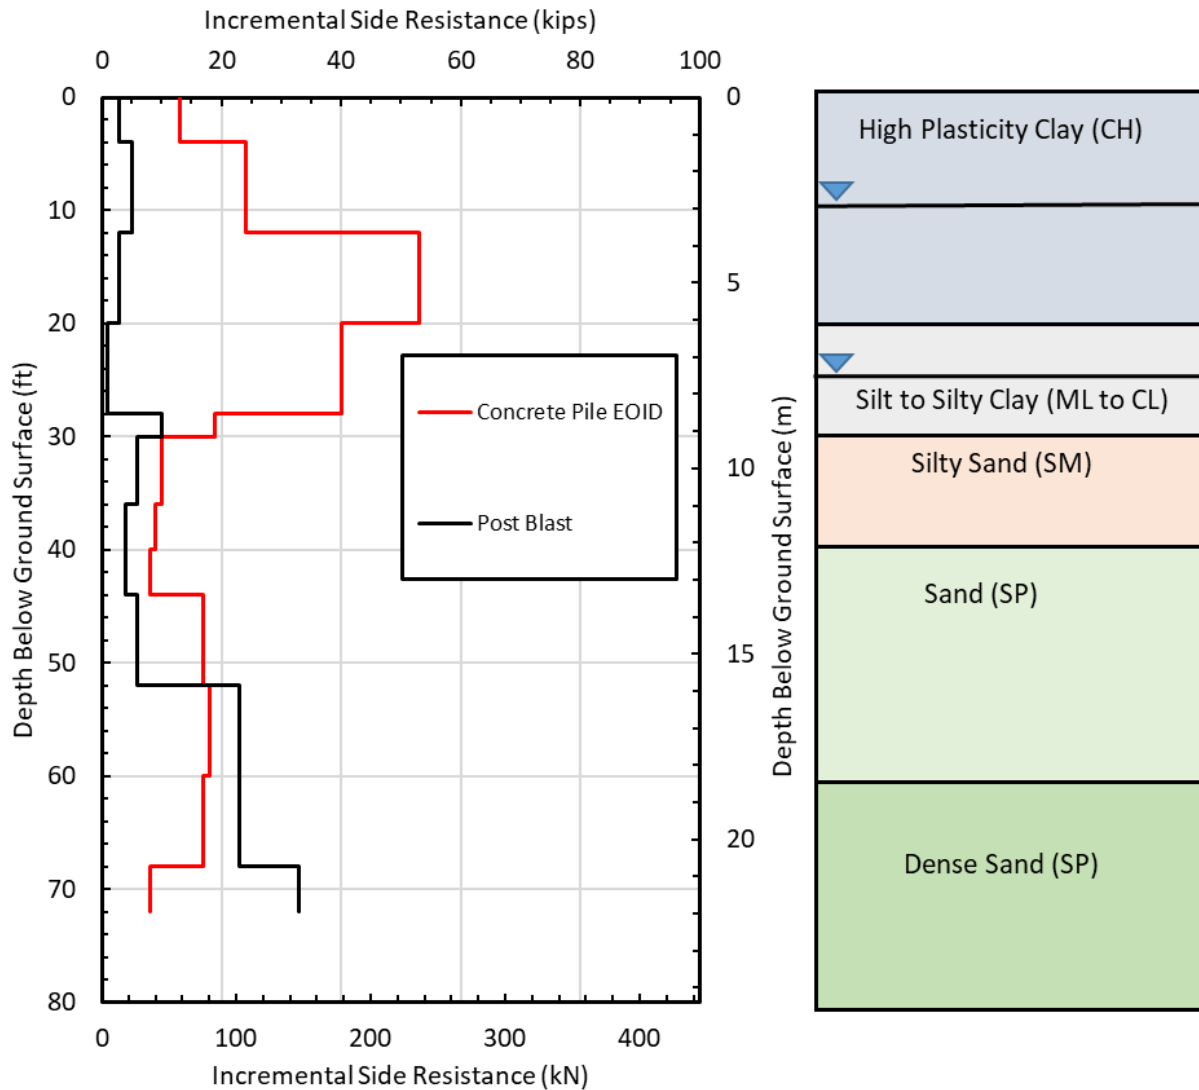 Incremental Side Resistance (kips)
0 20 40 60 80 100
0
10
20
30
40
50
60
70
80
Depth Below Ground Surface (ft)
Concrete Pile EOID
Post Blast
0
5
10
15
20
Depth Below Ground Surface (m)
0 100 200 300 400
Incremental Side Resistance (kN)
High Plasticity Clay (CH)
Silt to Silty Clay (ML to CL)
Silty Sand (SM)
Sand (SP)
Dense Sand (SP)